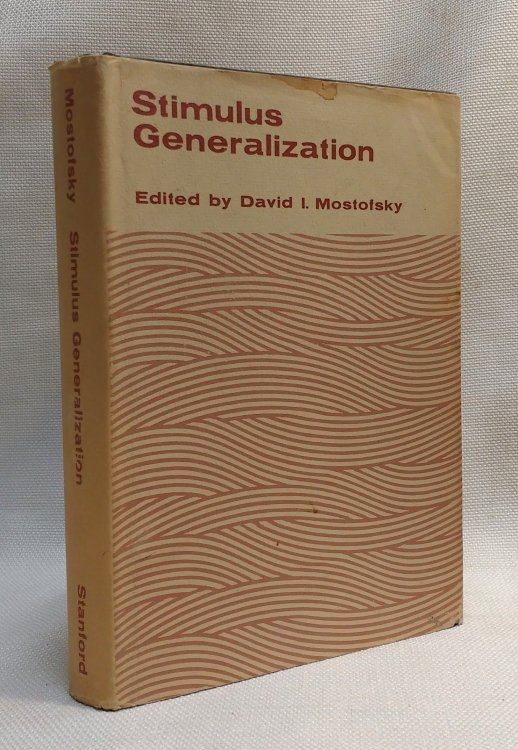 Stimulus
Generalization
Edited by David I. Mostofsky
Mostofsky Stimulus Generalization Stanford